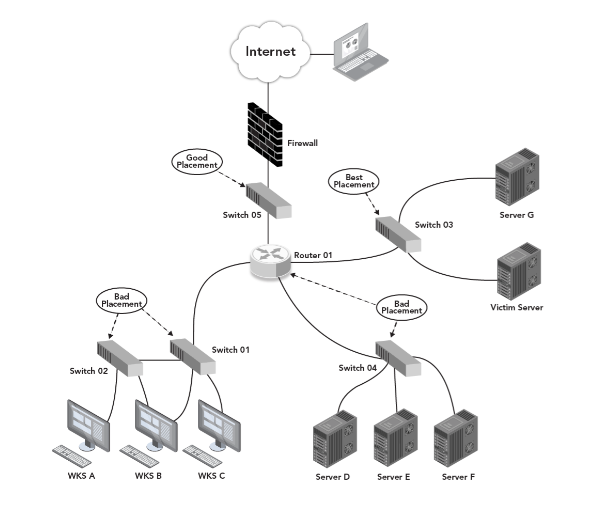 Internet
Firewall
Good
Placement
Best
Placement
Switch 05
Switch 03
Server G
Router 01
Bad
Placement
Bad
Placement
Victim Server
Switch 01
Switch 02
Switch 04
WKS A
WKS B
WKS C
Server D
Server E
Server F